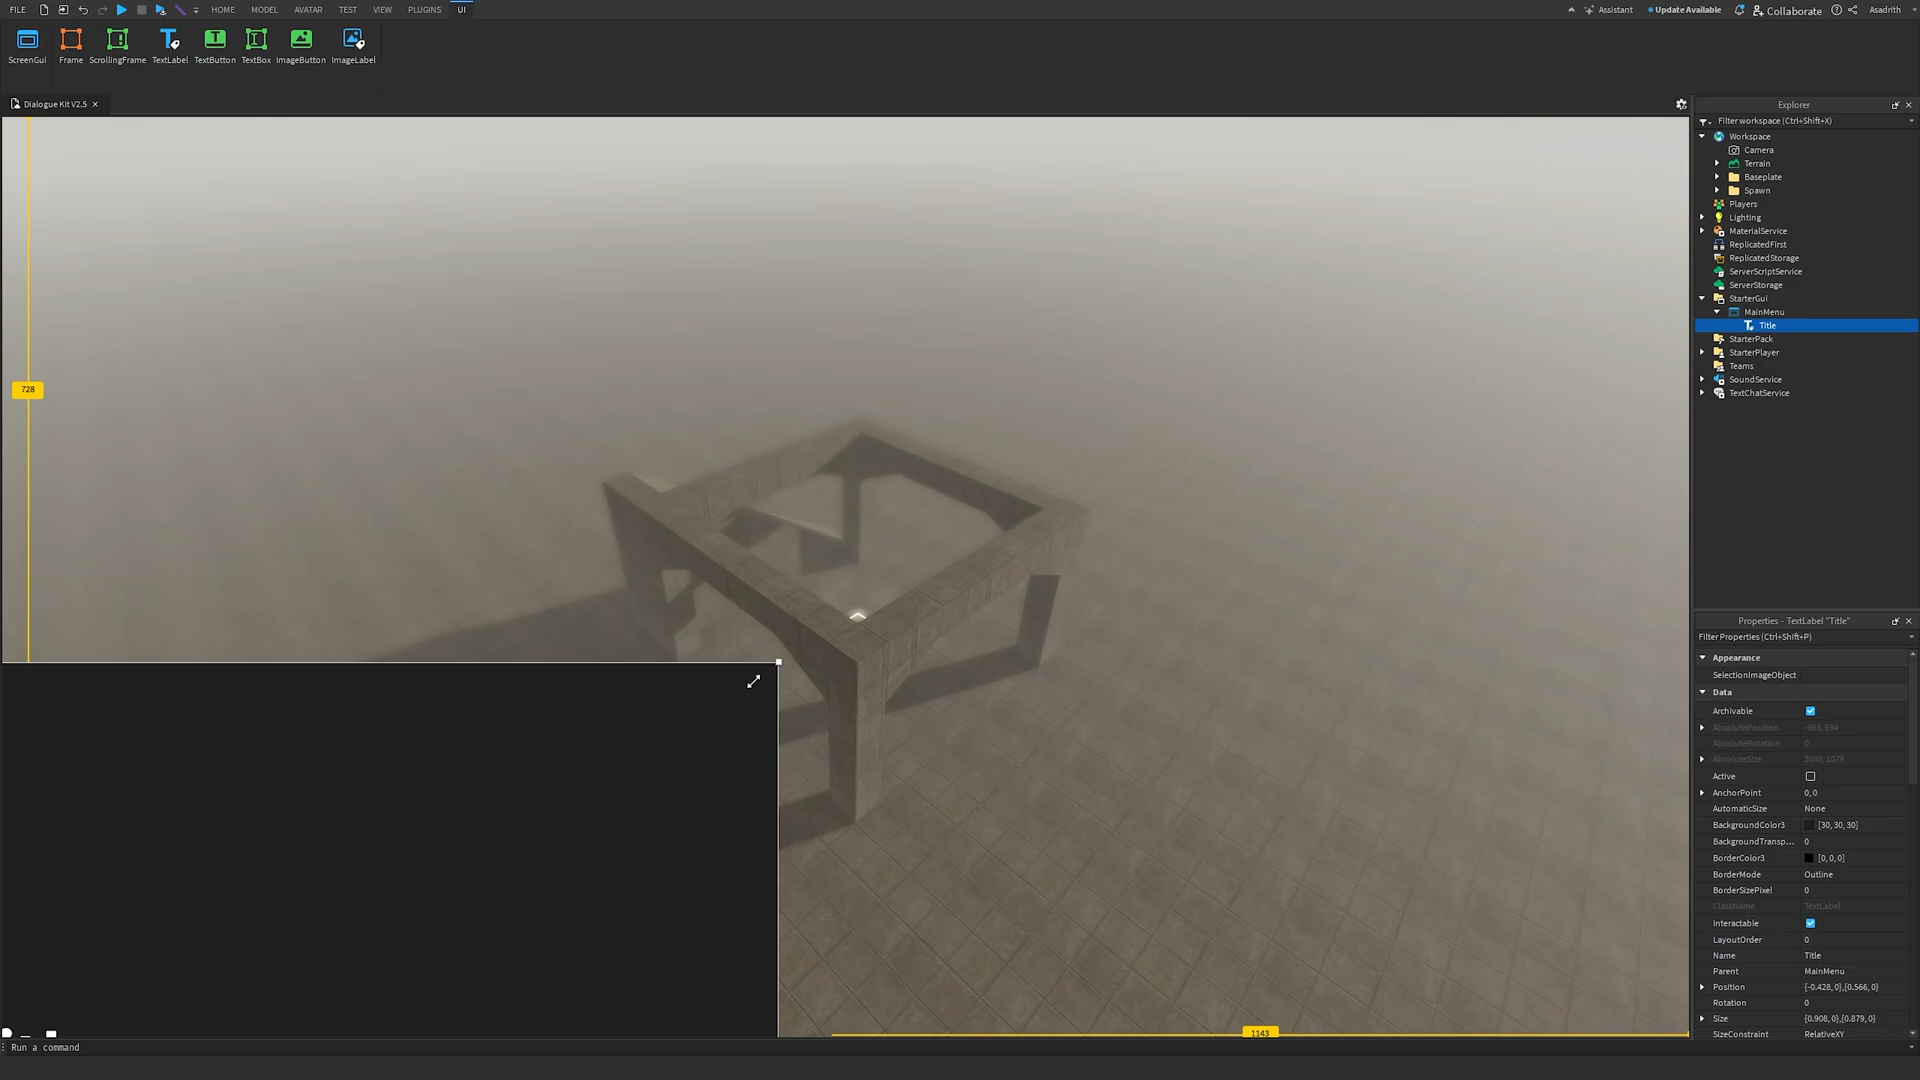 FILE HOME MODEL AVATAR TEST VIEW PLUGINS UI Assistant Update Available Collaborate Asadrith
ScreenGui Frame ScrollingFrame TextLabel TextButton TextBox ImageButton ImageLabel
Dialogue Kit V2.5
Explorer
Filter workspace (Ctrl+Shift+X)
Workspace
Camera
Terrain
Baseplate
Spawn
Players
Lighting
MaterialService
ReplicatedFirst
ReplicatedStorage
ServerScriptService
ServerStorage
StarterGui
MainMenu
Title
StarterPack
StarterPlayer
Teams
SoundService
TextChatService
728
Properties - TextLabel "Title"
Filter Properties (Ctrl+Shift+P)
Appearance
SelectionImageObject
Data
Archivable
AbsolutePosition -963, 694
AbsoluteRotation 0
AbsoluteSize 2043, 1079
Active
AnchorPoint 0, 0
AutomaticSize None
BackgroundColor3 [30, 30, 30]
BackgroundTransp... 0
BorderColor3 [0, 0, 0]
BorderMode Outline
BorderSizePixel 0
ClassName TextLabel
Interactable
LayoutOrder 0
Name Title
Parent MainMenu
Position {-0.428, 0},{0.566, 0}
Rotation 0
Size {0.908, 0},{0.879, 0}
SizeConstraint RelativeXY
1143
Run a command